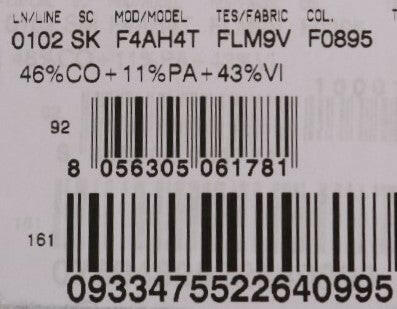 LN/LINE SC MOD/MODEL TES/FABRIC COL.
0102 SK F4AH4T FLM9V F0895
46%CO+11%PA+43%VI
92
8 056305 061781
161
0933475522640995